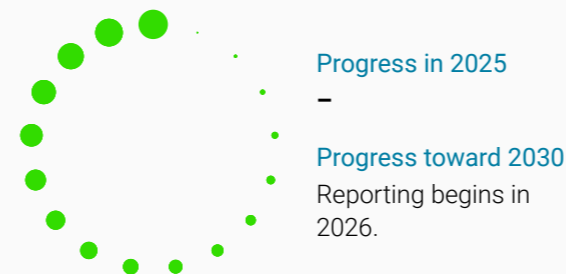 Progress in 2025
–
Progress toward 2030
Reporting begins in
2026.